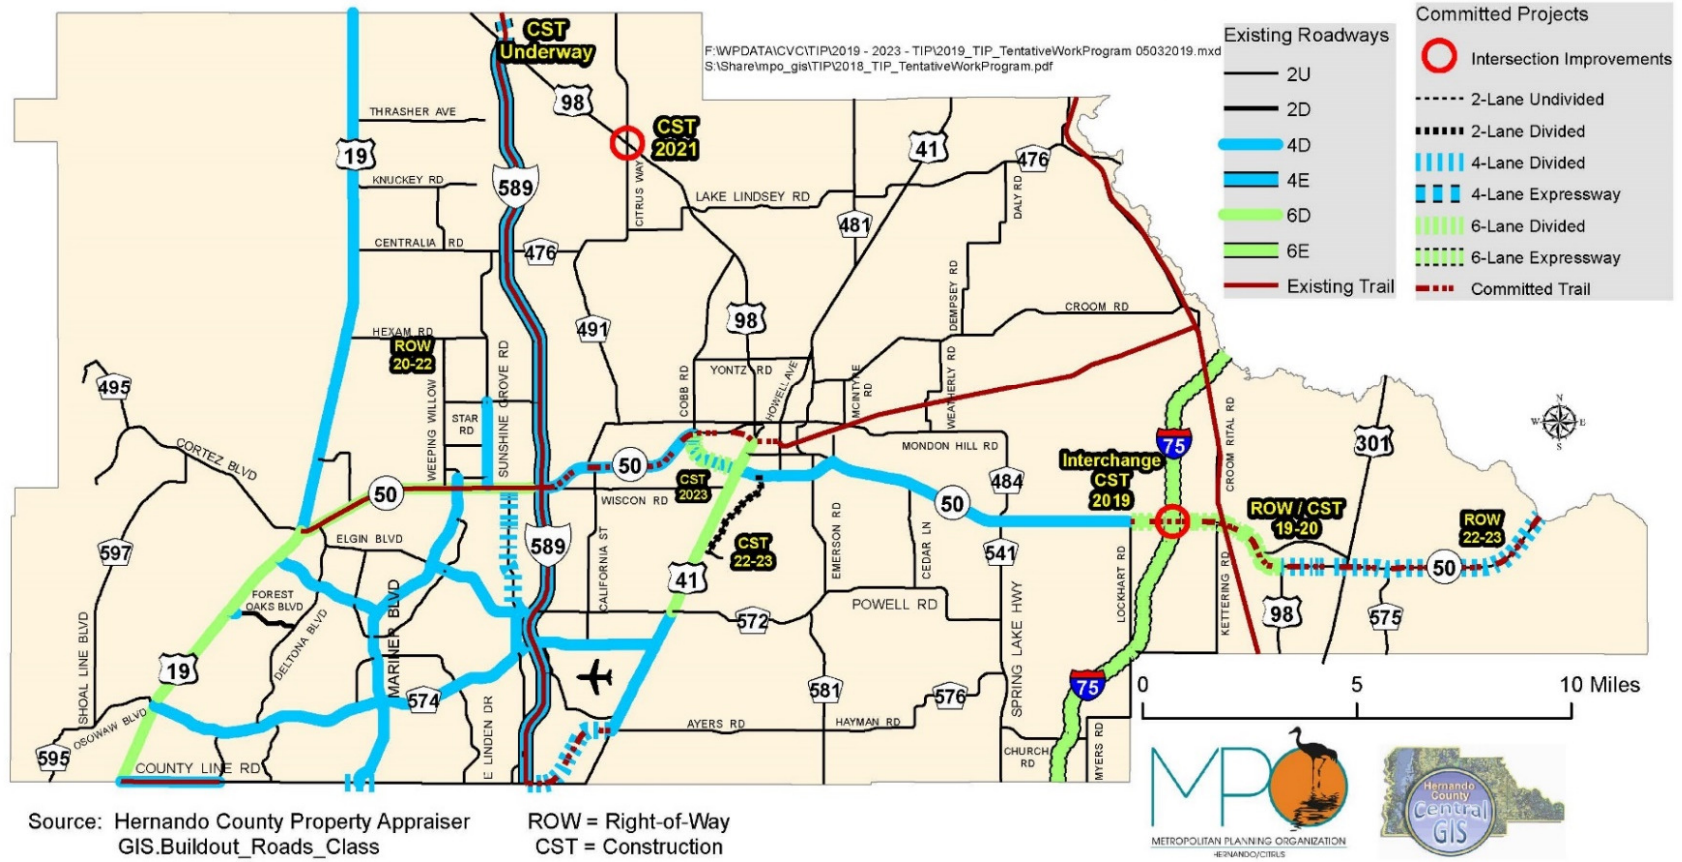 CST
Underway
F:\WPDATA\CVC\TIP\2019 - 2023 - TIP\2019_TIP_TentativeWorkProgram 05032019.mxd
S:\Share\mpo_gis\TIP\2018_TIP_TentativeWorkProgram.pdf
Existing Roadways
2U
2D
4D
4E
6D
6E
Existing Trail
Committed Projects
Intersection Improvements
2-Lane Undivided
2-Lane Divided
4-Lane Divided
4-Lane Expressway
6-Lane Divided
6-Lane Expressway
Committed Trail
98
THRASHER AVE
CST
2021
19
41
476
KNUCKEY RD
589
CITRUS WAY
LAKE LINDSEY RD
DALY RD
481
CENTRALIA RD
476
DEMPSEY RD
CROOM RD
491
98
HEXAM RD
ROW
20-22
495
WEEPING WILLOW
STAR
RD
SUNSHINE GROVE RD
COBB RD
YONTZ RD
HOWELL AVE
MCINTYRE
RD
WEATHERLY RD
MONDON HILL RD
CROOM RITAL RD
N
W
E
S
75
301
CORTEZ BLVD
50
50
CST
2023
WISCON RD
484
50
Interchange
CST
2019
ROW / CST
19-20
ROW
22-23
597
ELGIN BLVD
589
CALIFORNIA ST
CST
22-23
EMERSON RD
CEDAR LN
541
LOCKHART RD
KETTERING RD
50
41
FOREST
OAKS BLVD
DELTONA BLVD
MARINER BLVD
POWELL RD
572
98
575
SHOAL LINE BLVD
19
574
E LINDEN DR
581
576
SPRING LAKE HWY
75
0
5
10 Miles
OSOWAW BLVD
AYERS RD
HAYMAN RD
595
COUNTY LINE RD
CHURCH
RD
MYERS RD
MPO
METROPOLITAN PLANNING ORGANIZATION
HERNANDO/CITRUS
Hernando
County
Central
GIS
Source: Hernando County Property Appraiser
GIS.Buildout_Roads_Class
ROW = Right-of-Way
CST = Construction